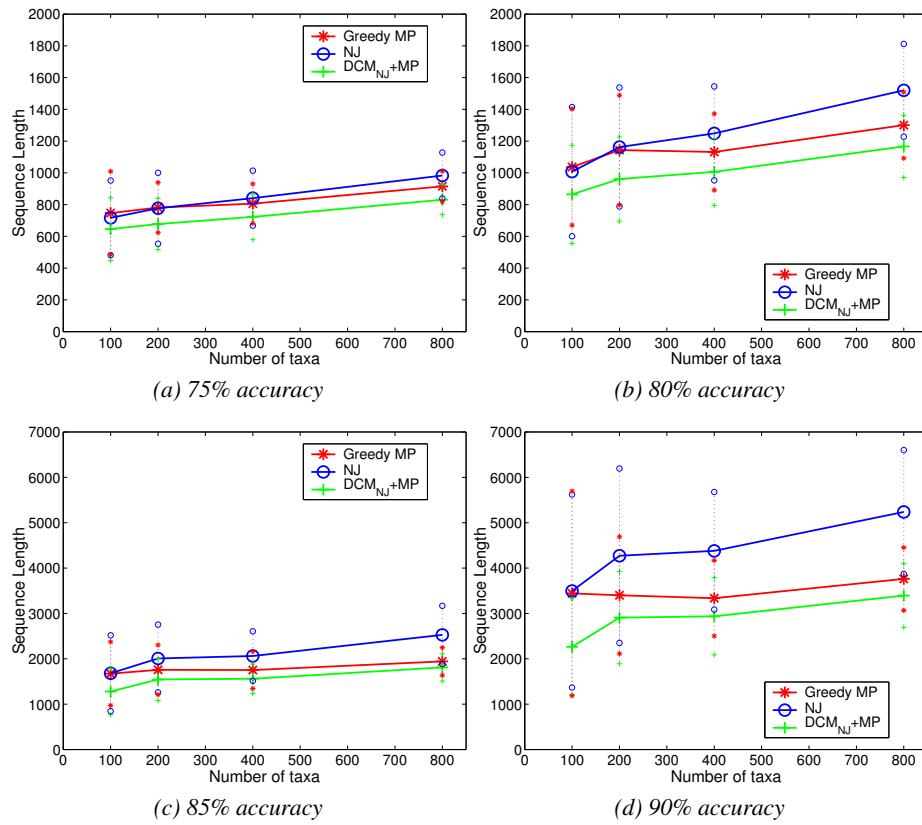 2000
1800
1600
1400
1200
1000
800
600
400
200
0
Sequence Length
0 100 200 300 400 500 600 700 800
Number of taxa
Greedy MP
NJ
DCM_NJ+MP
(a) 75% accuracy
2000
1800
1600
1400
1200
1000
800
600
400
200
0
Sequence Length
0 100 200 300 400 500 600 700 800
Number of taxa
Greedy MP
NJ
DCM_NJ+MP
(b) 80% accuracy
7000
6000
5000
4000
3000
2000
1000
0
Sequence Length
0 100 200 300 400 500 600 700 800
Number of taxa
Greedy MP
NJ
DCM_NJ+MP
(c) 85% accuracy
7000
6000
5000
4000
3000
2000
1000
0
Sequence Length
0 100 200 300 400 500 600 700 800
Number of taxa
Greedy MP
NJ
DCM_NJ+MP
(d) 90% accuracy